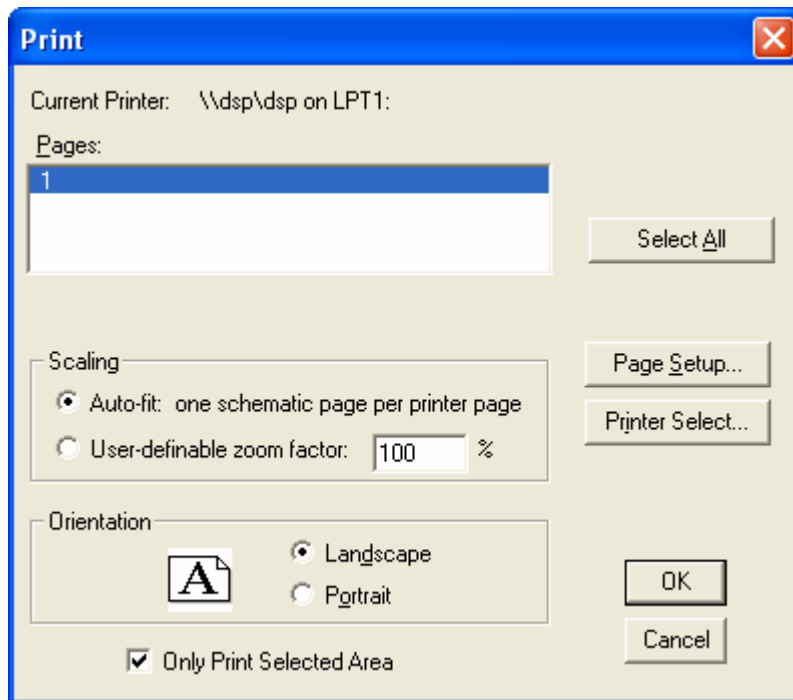 Print
Current Printer: \\dsp\dsp on LPT1:
Pages:
1
Select All
Scaling
Auto-fit: one schematic page per printer page
User-definable zoom factor: 100 %
Page Setup...
Printer Select...
Orientation
A
Landscape
Portrait
OK
Cancel
Only Print Selected Area